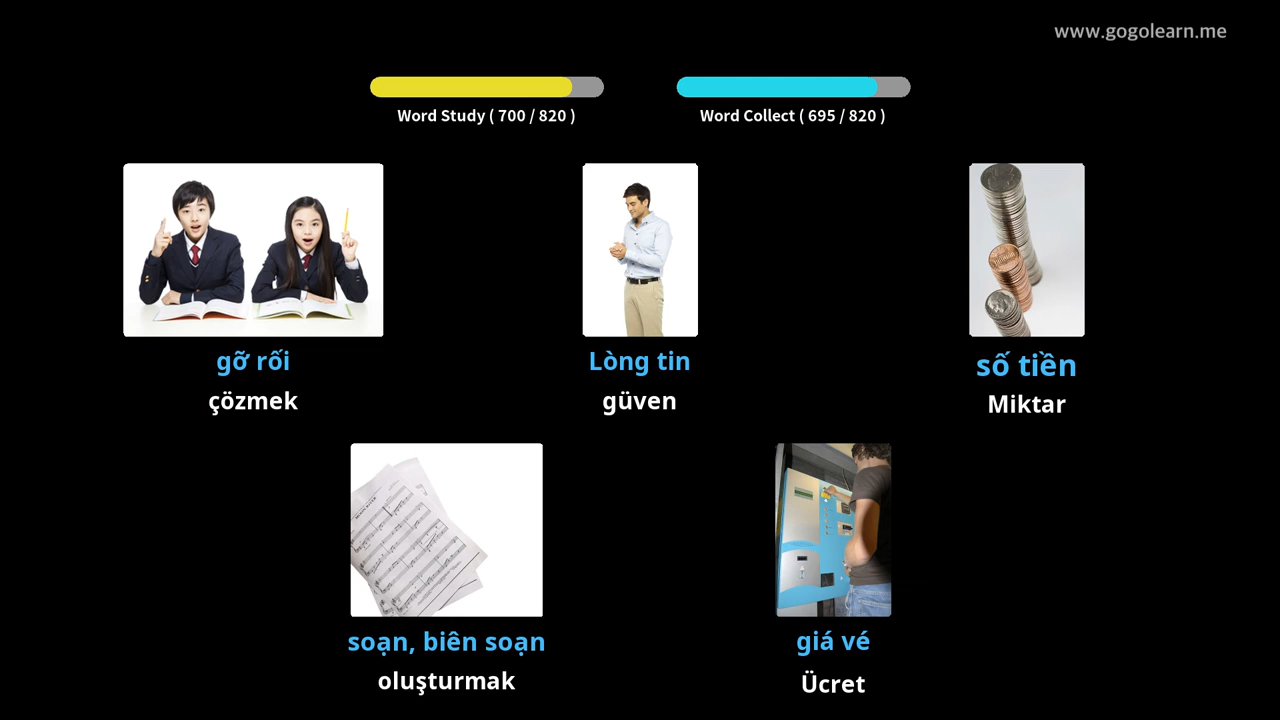 www.gogolearn.me
Word Study ( 700 / 820 )
Word Collect ( 695 / 820 )
gỡ rối
çözmek
Lòng tin
güven
số tiền
Miktar
soạn, biên soạn
oluşturmak
giá vé
Ücret